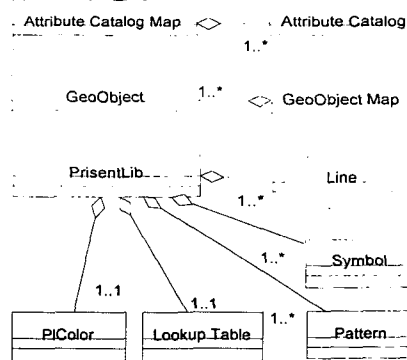 Attribute Catalog Map Attribute Catalog
1..*
GeoObject 1..* GeoObject Map
PrisentLib Line
1..*
1..* Symbol
1..1 1..1 1..*
PlColor Lookup Table Pattern